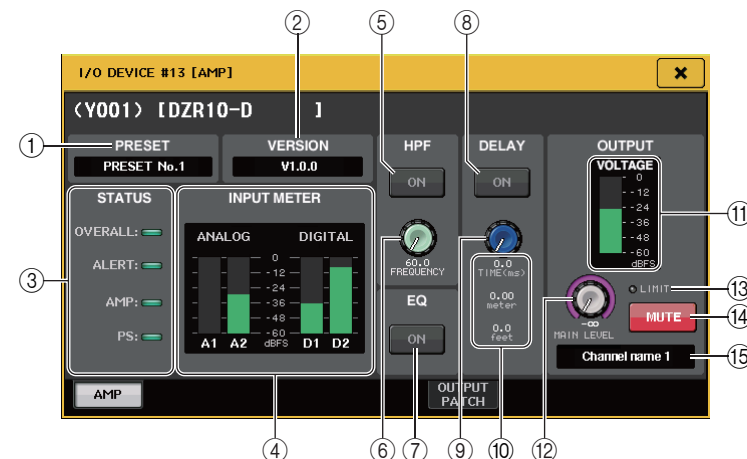 ⑤ ② ⑧
I/O DEVICE #13 [AMP]
(Y001) [DZR10-D ]
① PRESET VERSION HPF DELAY OUTPUT
PRESET No.1 V1.0.0 ON ON VOLTAGE
0
-12
-24
-36
-48
-60
dBFS
⑪
③ STATUS
OVERALL:
ALERT:
AMP:
PS:
INPUT METER
ANALOG DIGITAL
0
-12
-24
-36
-48
-60
A1 A2 dBFS D1 D2
60.0
FREQUENCY
EQ
ON
0.0
TIME(ms)
0.00
meter
0.0
feet
LIMIT ⑬
MUTE ⑭
-∞
MAIN LEVEL
Channel name 1 ⑮
AMP OUTPUT
PATCH
④ ⑥ ⑦ ⑨ ⑩ ⑫